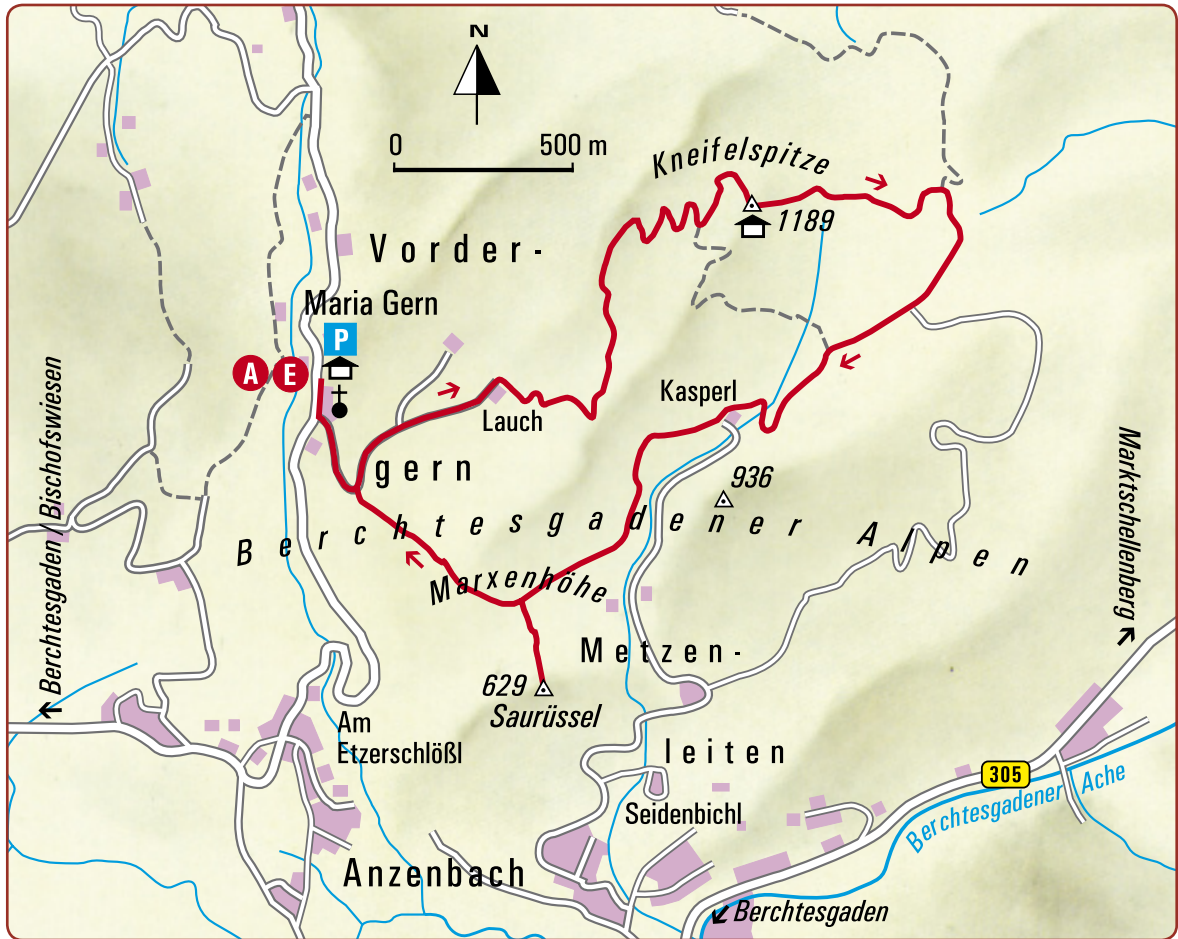 N
0 500 m
Kneifelspitze
1189
Vorder-
Maria Gern
P
A E
Lauch
Kasperl
gern
936
Berchtesgadener Alpen
Marxenhöhe
Metzen-
629
Saurüssel
Am
Etzerschlößl
leiten
Seidenbichl
305
Berchtesgadener Ache
Anzenbach
Berchtesgaden
Berchtesgaden / Bischofswiesen
Marktschellenberg